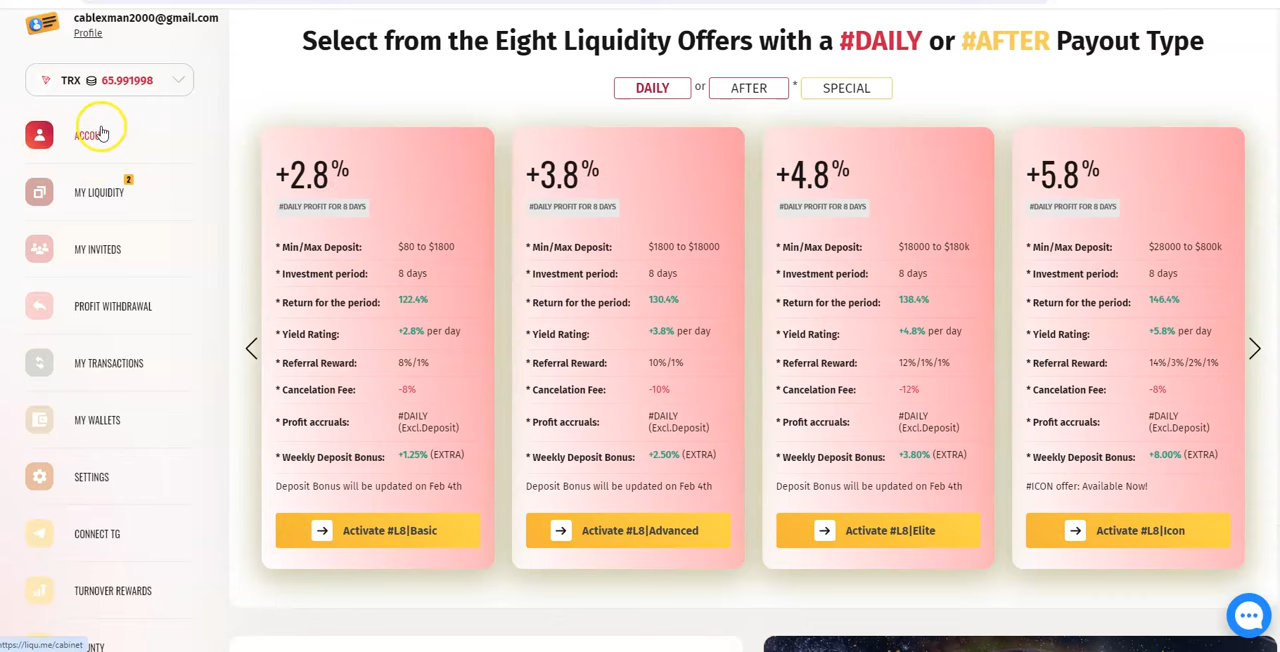 cablexman2000@gmail.com
Profile
TRX 65.991998
ACCOU
MY LIQUIDITY 2
MY INVITEDS
PROFIT WITHDRAWAL
MY TRANSACTIONS
MY WALLETS
SETTINGS
CONNECT TG
TURNOVER REWARDS
https://liqu.me/cabinet
Select from the Eight Liquidity Offers with a #DAILY or #AFTER Payout Type
DAILY or AFTER * SPECIAL
+2.8%
#DAILY PROFIT FOR 8 DAYS
* Min/Max Deposit: $80 to $1800
* Investment period: 8 days
* Return for the period: 122.4%
* Yield Rating: +2.8% per day
* Referral Reward: 8%/1%
* Cancelation Fee: -8%
* Profit accruals: #DAILY
(Excl.Deposit)
* Weekly Deposit Bonus: +1.25% (EXTRA)
Deposit Bonus will be updated on Feb 4th
Activate #L8|Basic
+3.8%
#DAILY PROFIT FOR 8 DAYS
* Min/Max Deposit: $1800 to $18000
* Investment period: 8 days
* Return for the period: 130.4%
* Yield Rating: +3.8% per day
* Referral Reward: 10%/1%
* Cancelation Fee: -10%
* Profit accruals: #DAILY
(Excl.Deposit)
* Weekly Deposit Bonus: +2.50% (EXTRA)
Deposit Bonus will be updated on Feb 4th
Activate #L8|Advanced
+4.8%
#DAILY PROFIT FOR 8 DAYS
* Min/Max Deposit: $18000 to $180k
* Investment period: 8 days
* Return for the period: 138.4%
* Yield Rating: +4.8% per day
* Referral Reward: 12%/1%/1%
* Cancelation Fee: -12%
* Profit accruals: #DAILY
(Excl.Deposit)
* Weekly Deposit Bonus: +3.80% (EXTRA)
Deposit Bonus will be updated on Feb 4th
Activate #L8|Elite
+5.8%
#DAILY PROFIT FOR 8 DAYS
* Min/Max Deposit: $28000 to $800k
* Investment period: 8 days
* Return for the period: 146.4%
* Yield Rating: +5.8% per day
* Referral Reward: 14%/3%/2%/1%
* Cancelation Fee: -8%
* Profit accruals: #DAILY
(Excl.Deposit)
* Weekly Deposit Bonus: +8.00% (EXTRA)
#ICON offer: Available Now!
Activate #L8|Icon